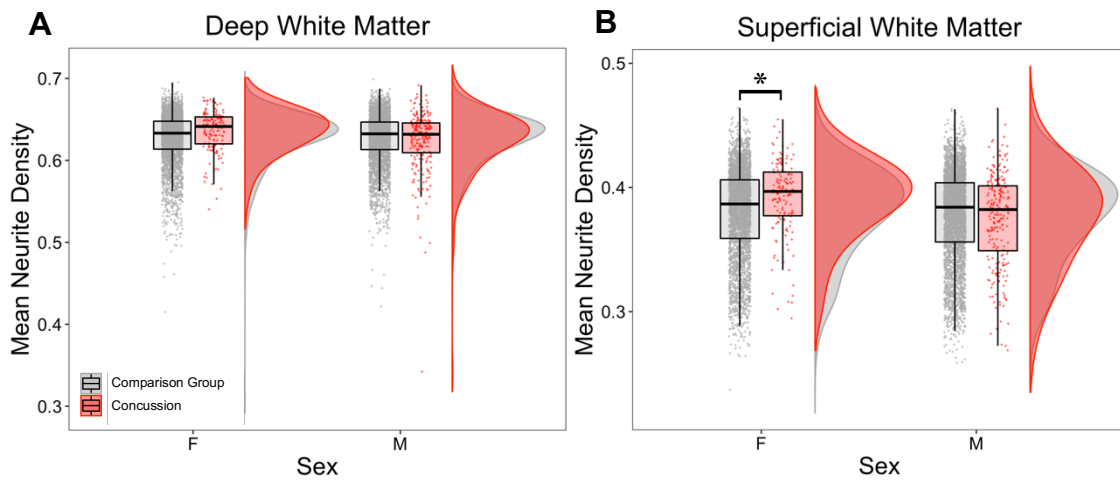 A
Deep White Matter
Mean Neurite Density
0.7
0.6
0.5
0.4
0.3
Comparison Group
Concussion
F
M
Sex
B
Superficial White Matter
Mean Neurite Density
0.5
0.4
0.3
*
F
M
Sex